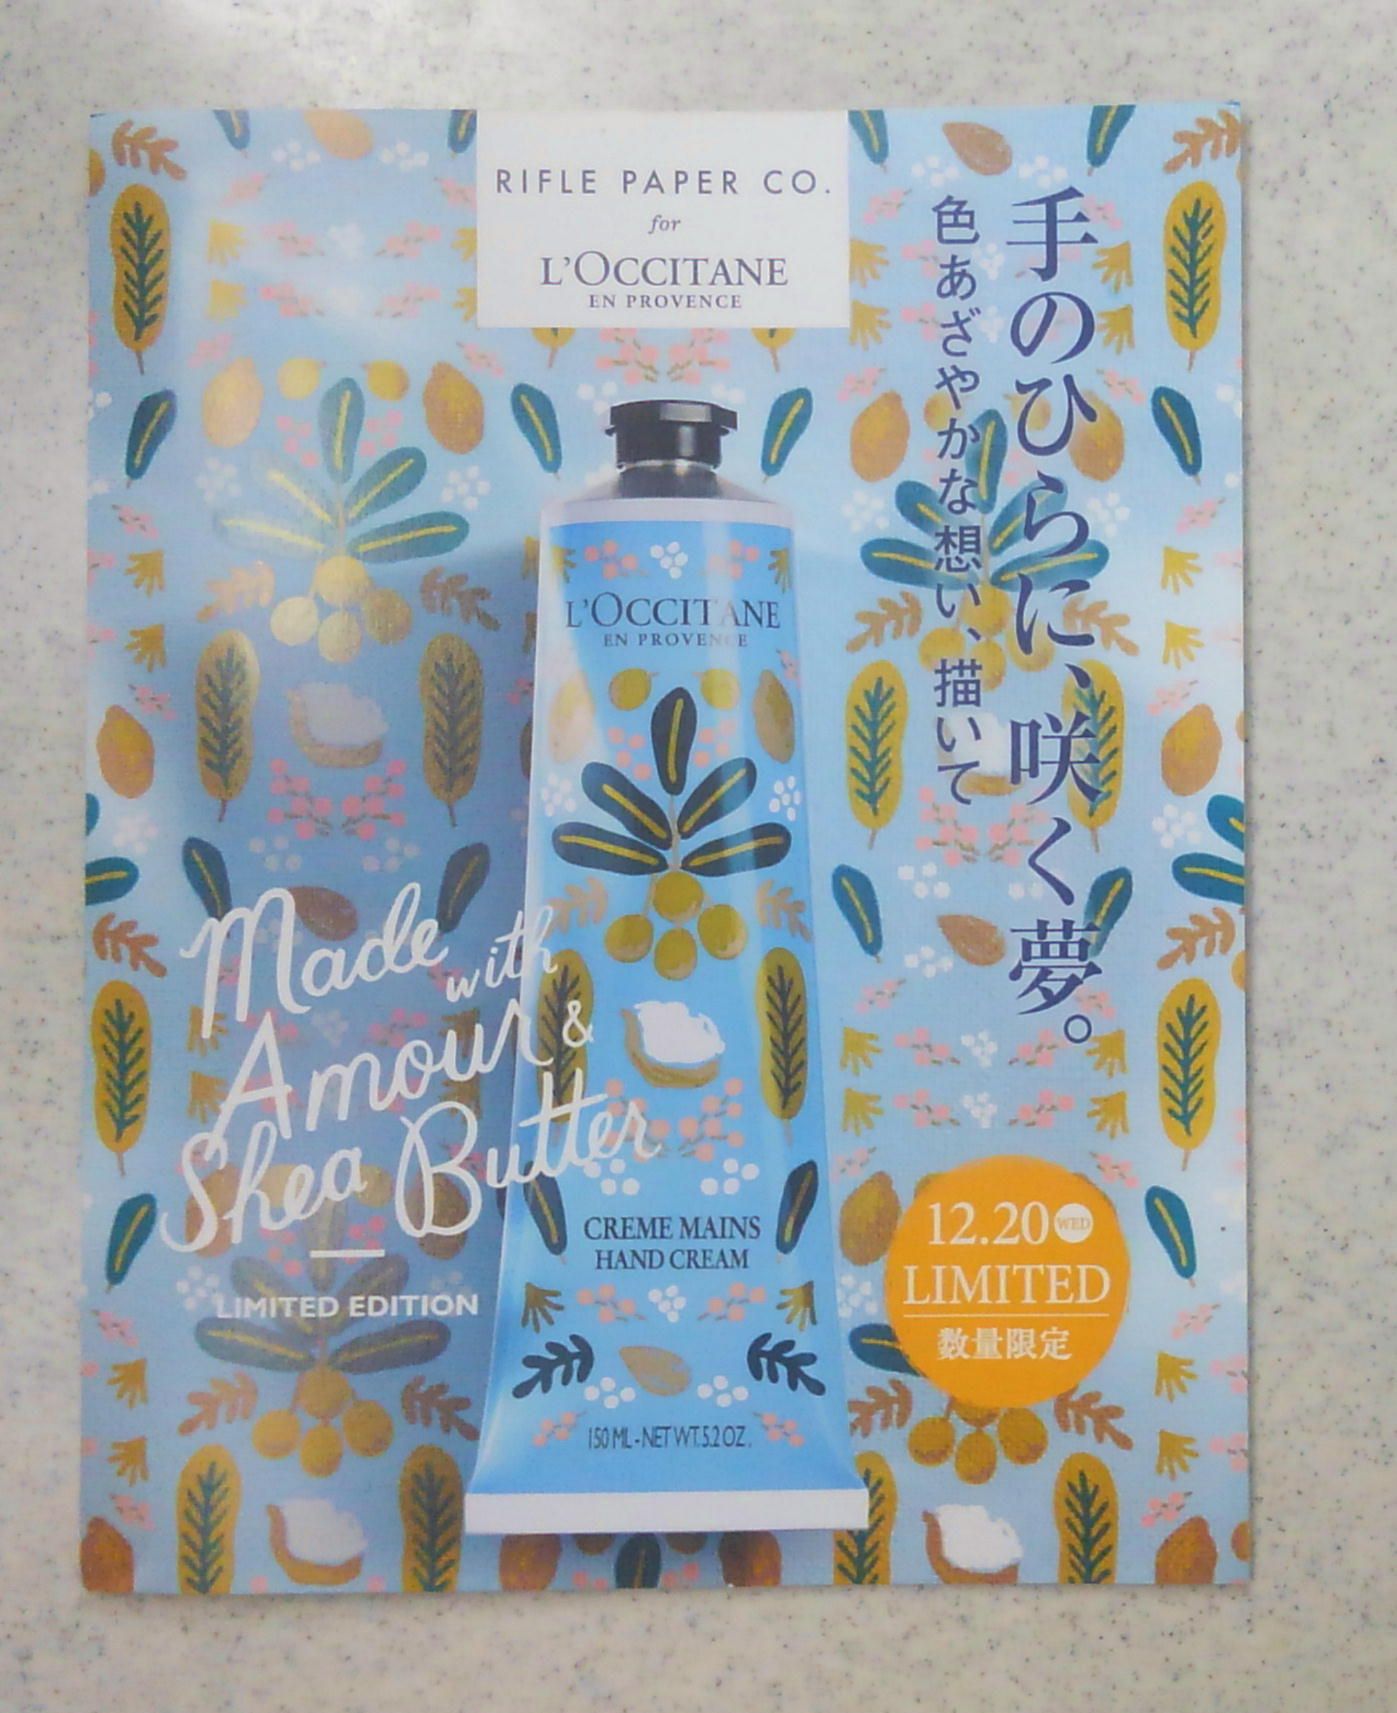 RIFLE PAPER CO.
for
L'OCCITANE
EN PROVENCE
手のひらに、咲く夢。
色あざやかな想い、描いて
L'OCCITANE
EN PROVENCE
Made
with
Amour &
Shea Butter
LIMITED EDITION
CREME MAINS
HAND CREAM
150 ML - NET WT. 5.2 OZ.
12.20 WED
LIMITED
数量限定